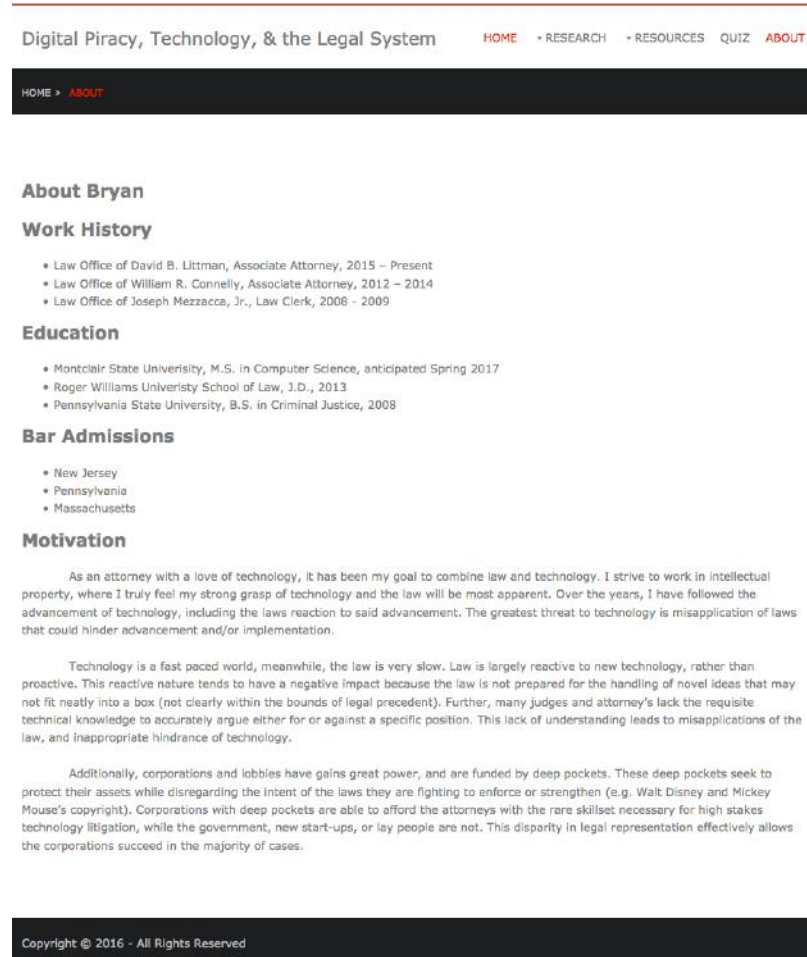 Digital Piracy, Technology, & the Legal System
HOME RESEARCH RESOURCES QUIZ ABOUT
HOME > ABOUT
About Bryan
Work History
• Law Office of David B. Littman, Associate Attorney, 2015 – Present
• Law Office of William R. Connelly, Associate Attorney, 2012 – 2014
• Law Office of Joseph Mezzacca, Jr., Law Clerk, 2008 - 2009
Education
• Montclair State Univerisity, M.S. in Computer Science, anticipated Spring 2017
• Roger Williams Univeristy School of Law, J.D., 2013
• Pennsylvania State University, B.S. in Criminal Justice, 2008
Bar Admissions
• New Jersey
• Pennsylvania
• Massachusetts
Motivation
As an attorney with a love of technology, it has been my goal to combine law and technology. I strive to work in intellectual
property, where I truly feel my strong grasp of technology and the law will be most apparent. Over the years, I have followed the
advancement of technology, including the laws reaction to said advancement. The greatest threat to technology is misapplication of laws
that could hinder advancement and/or implementation.
Technology is a fast paced world, meanwhile, the law is very slow. Law is largely reactive to new technology, rather than
proactive. This reactive nature tends to have a negative impact because the law is not prepared for the handling of novel ideas that may
not fit neatly into a box (not clearly within the bounds of legal precedent). Further, many judges and attorney's lack the requisite
technical knowledge to accurately argue either for or against a specific position. This lack of understanding leads to misapplications of the
law, and inappropriate hindrance of technology.
Additionally, corporations and lobbies have gains great power, and are funded by deep pockets. These deep pockets seek to
protect their assets while disregarding the intent of the laws they are fighting to enforce or strengthen (e.g. Walt Disney and Mickey
Mouse's copyright). Corporations with deep pockets are able to afford the attorneys with the rare skillset necessary for high stakes
technology litigation, while the government, new start-ups, or lay people are not. This disparity in legal representation effectively allows
the corporations succeed in the majority of cases.
Copyright © 2016 - All Rights Reserved